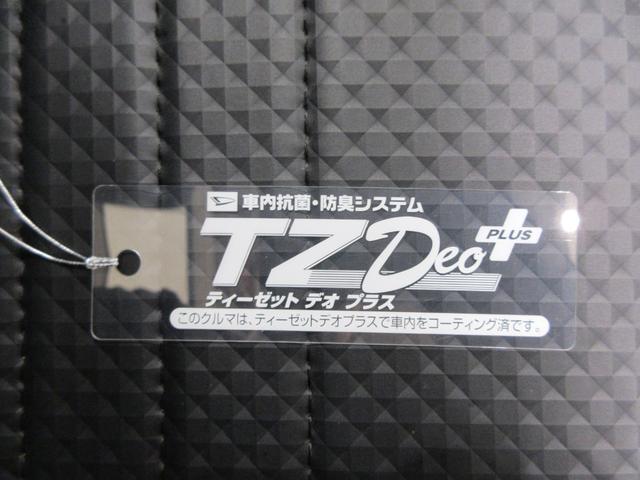 車内抗菌・防臭システム
TZ Deo PLUS
ティーゼット デオ プラス
このクルマは、ティーゼットデオプラスで車内をコーティング済です。